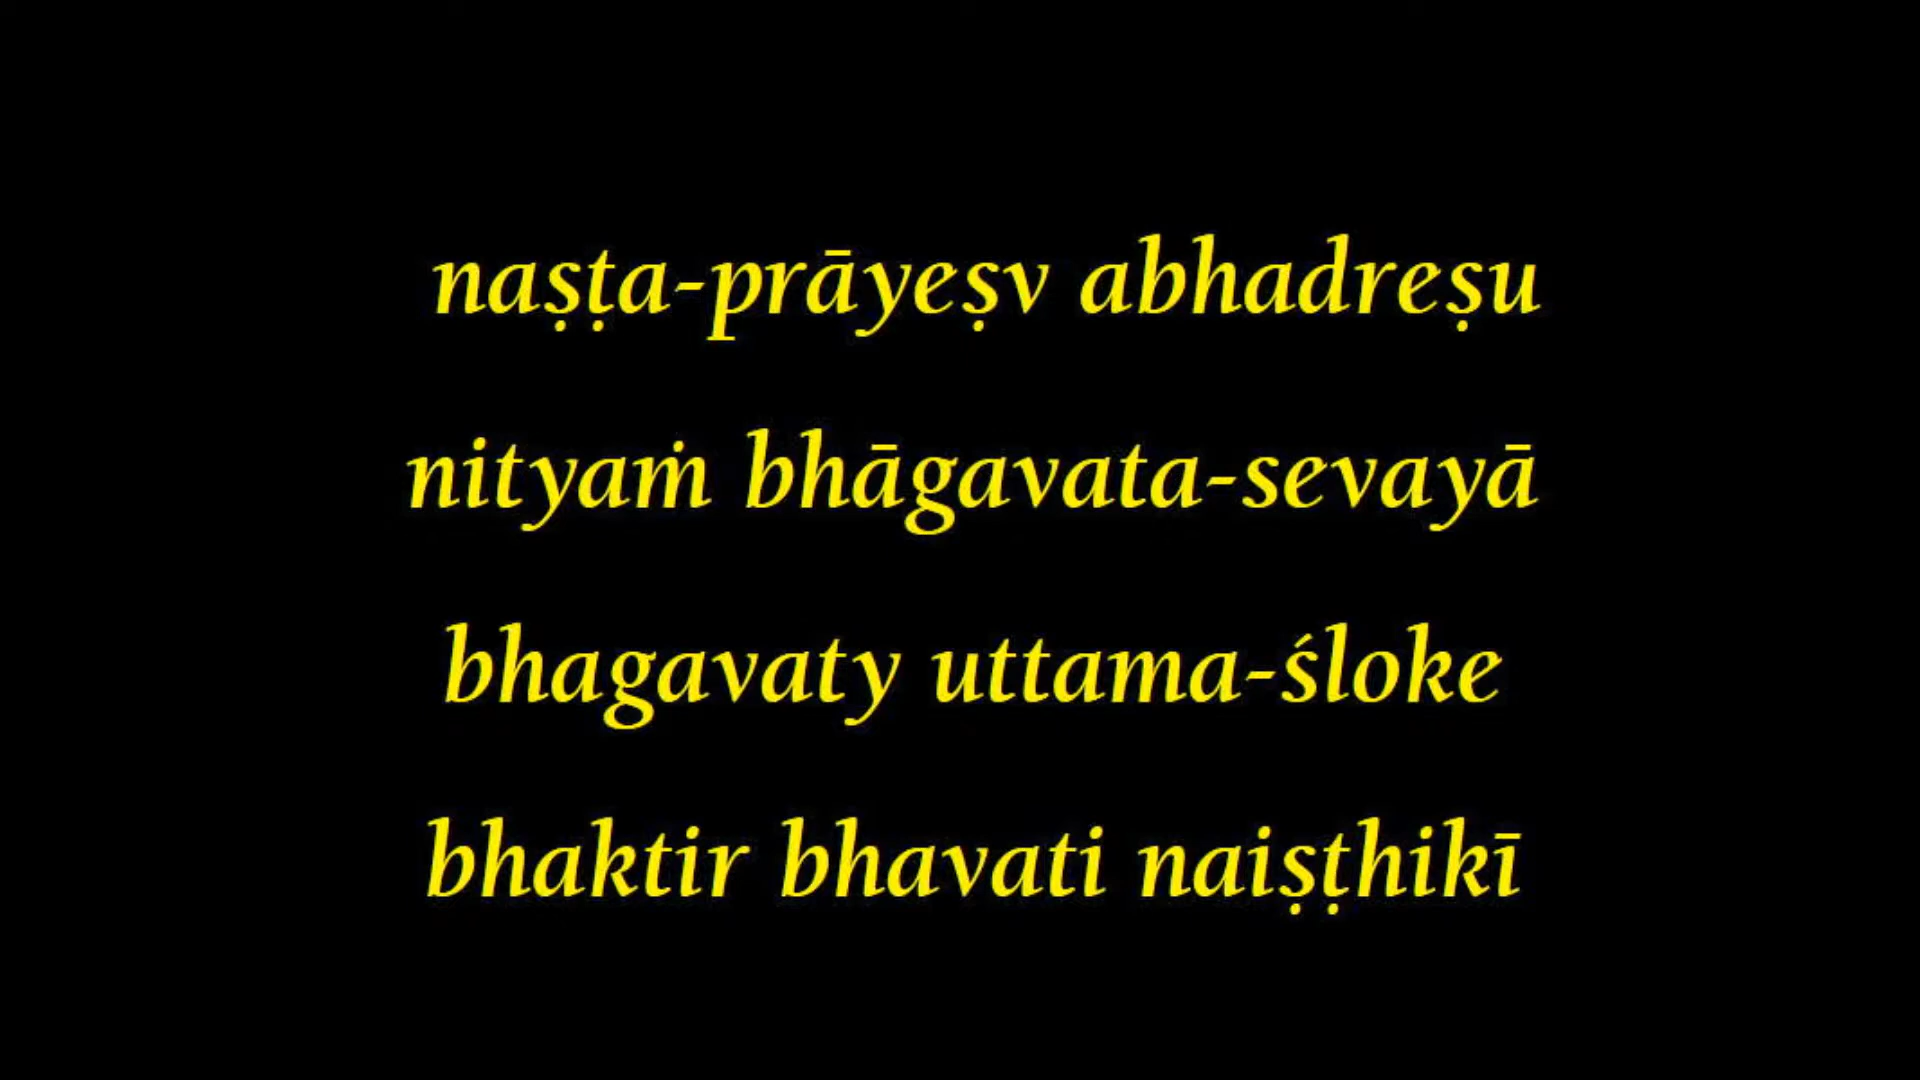 naṣṭa-prāyeṣv abhadreṣu
nityaṁ bhāgavata-sevayā
bhagavaty uttama-śloke
bhaktir bhavati naiṣṭhikī